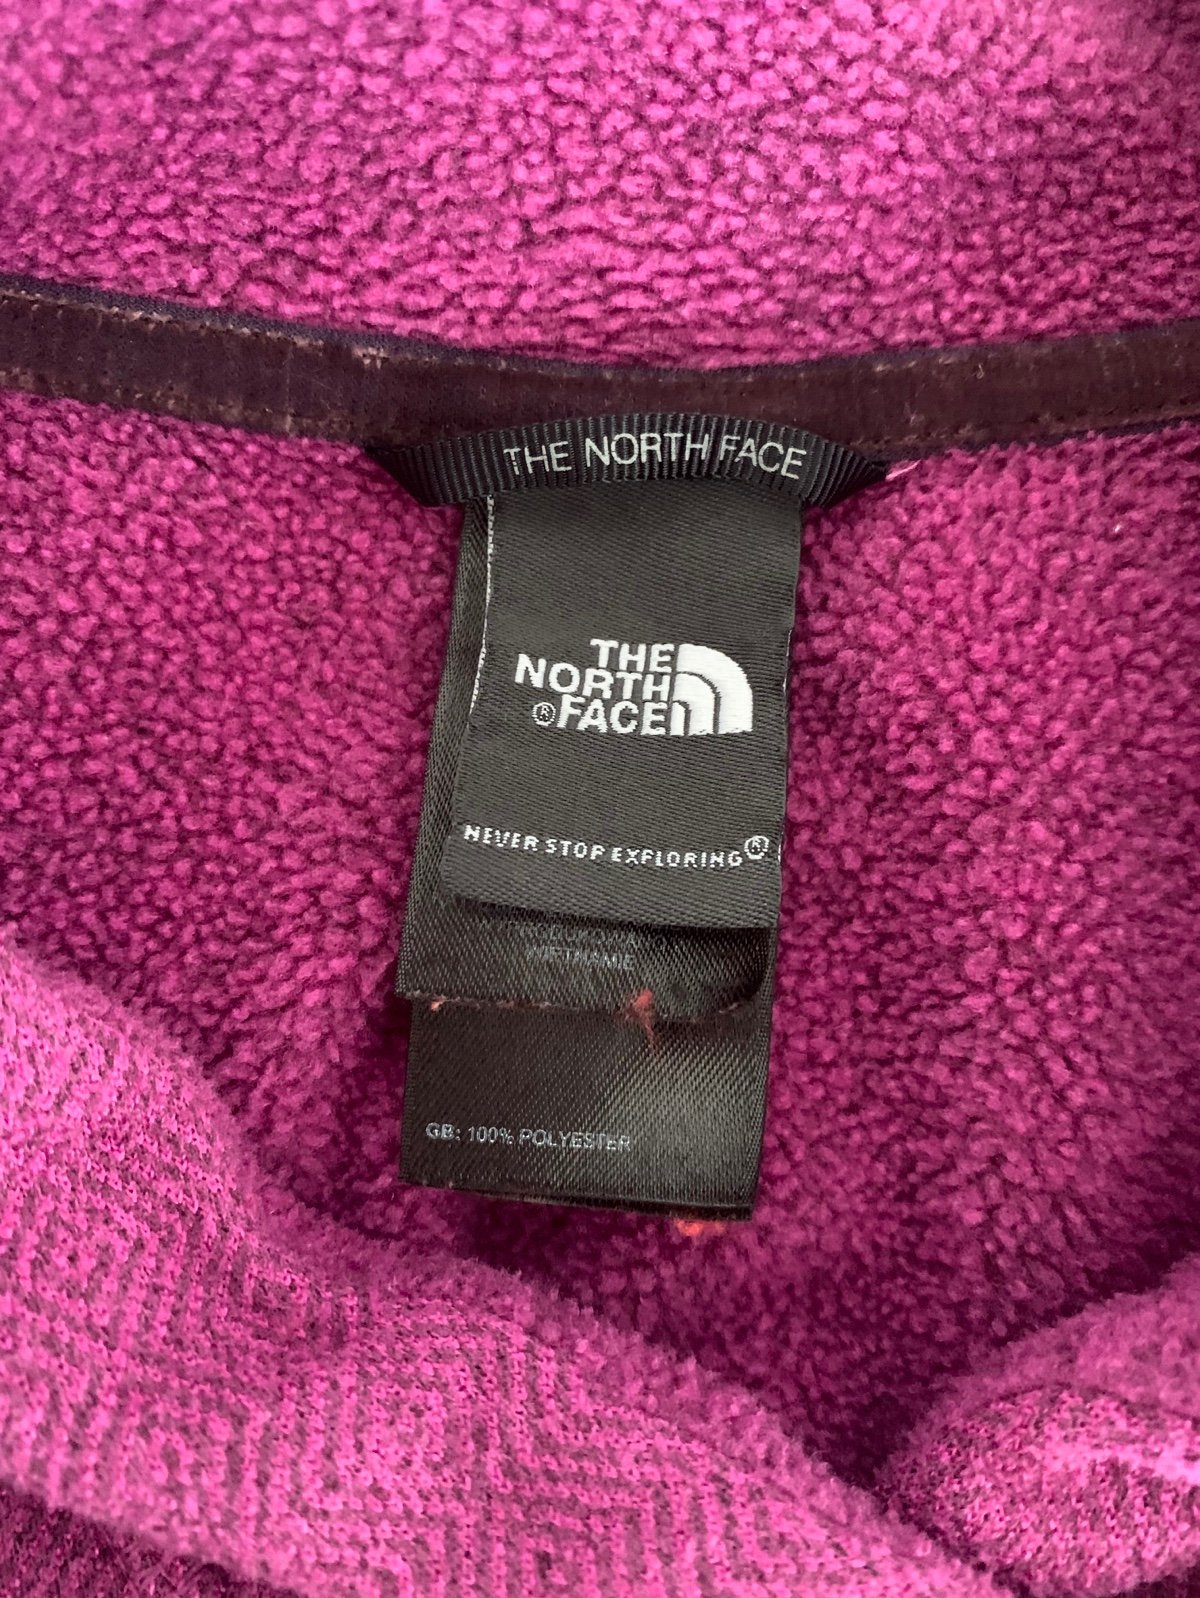 THE NORTH FACE
THE
NORTH
®FACE
NEVER STOP EXPLORING®
GB: 100% POLYESTER